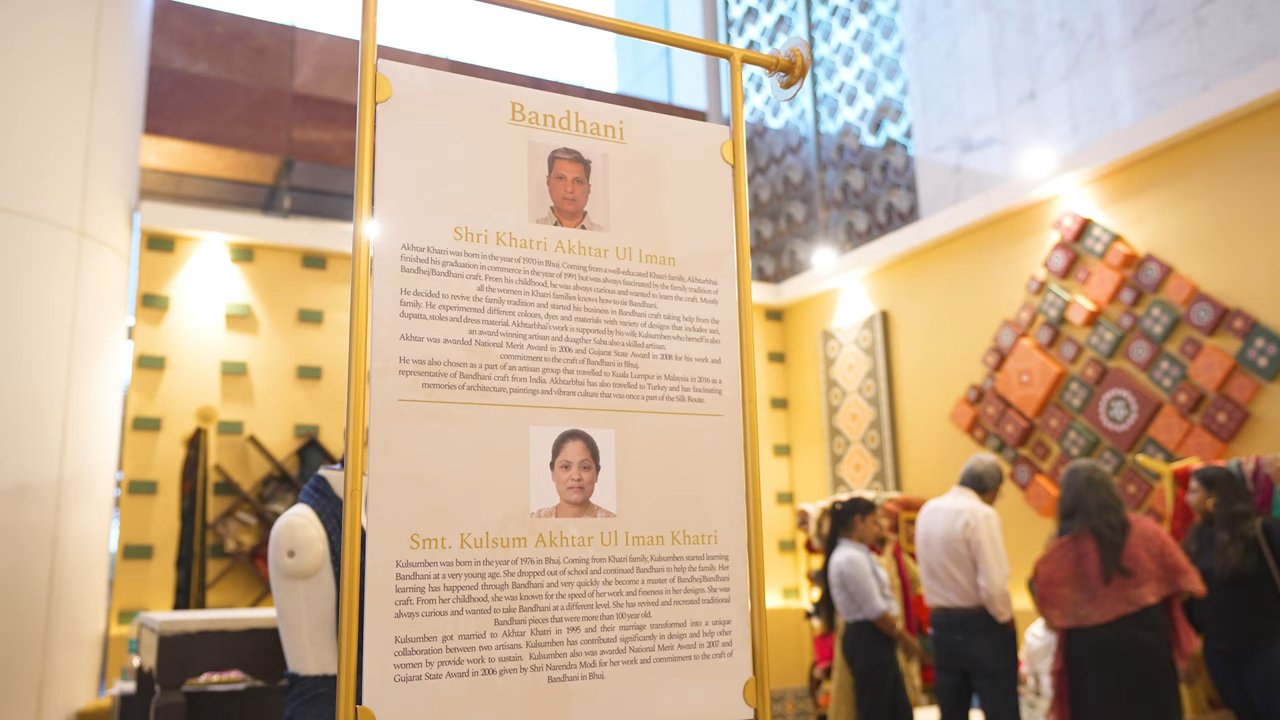 Bandhani
Shri Khatri Akhtar Ul Iman
Akhtar Khatri was born in the year of 1970 in Bhuj. Coming from a well-educated Khatri family, Akhtarbhai
finished his graduation in commerce in the year of 1991 but was always fascinated by the family tradition of
Bandhej/Bandhani craft. From his childhood, he was always curious and wanted to learn the craft. Mostly
all the women in Khatri families knows how to tie Bandhani.
He decided to revive the family tradition and started his business in Bandhani craft taking help from the
family. He experimented different colours, dyes and materials with variety of designs that includes sari,
dupatta, stoles and dress material. Akhtarbhai's work is supported by his wife Kulsumben who herself is also
an award winning artisan and duagther Saba also a skilled artisan.
Akhtar was awarded National Merit Award in 2006 and Gujarat State Award in 2008 for his work and
commitment to the craft of Bandhani in Bhuj.
He was also chosen as a part of an artisan group that travelled to Kuala Lumpur in Malaysia in 2016 as a
representative of Bandhani craft from India. Akhtarbhai has also travelled to Turkey and has fascinating
memories of architecture, paintings and vibrant culture that was once a part of the Silk Route.
Smt. Kulsum Akhtar Ul Iman Khatri
Kulsumben was born in the year of 1976 in Bhuj. Coming from Khatri family, Kulsumben started learning
Bandhani at a very young age. She dropped out of school and continued Bandhani to help the family. Her
learning has happened through Bandhani and very quickly she become a master of Bandhej/Bandhani
craft. From her childhood, she was known for the speed of her work and fineness in her designs. She was
always curious and wanted to take Bandhani at a different level. She has revived and recreated traditional
Bandhani pieces that were more than 100 year old.
Kulsumben got married to Akhtar Khatri in 1995 and their marriage transformed into a unique
collaboration between two artisans. Kulsumben has contributed significantly in design and help other
women by provide work to sustain. Kulsumben also was awarded National Merit Award in 2007 and
Gujarat State Award in 2006 given by Shri Narendra Modi for her work and commitment to the craft of
Bandhani in Bhuj.